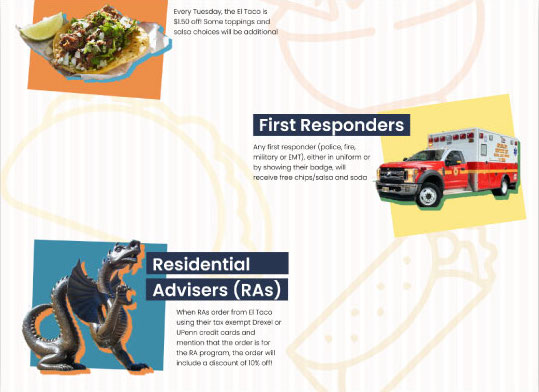 Every Tuesday, the El Taco is
$1.50 off! Some toppings and
salsa choices will be additional
First Responders
Any first responder (police, fire,
military or EMT), either in uniform or
by showing their badge, will
receive free chips/salsa and soda
Residential
Advisers (RAs)
When RAs order from El Taco
using their tax exempt Drexel or
UPenn credit cards and
mention that the order is for
the RA program, the order will
include a discount of 10% off!